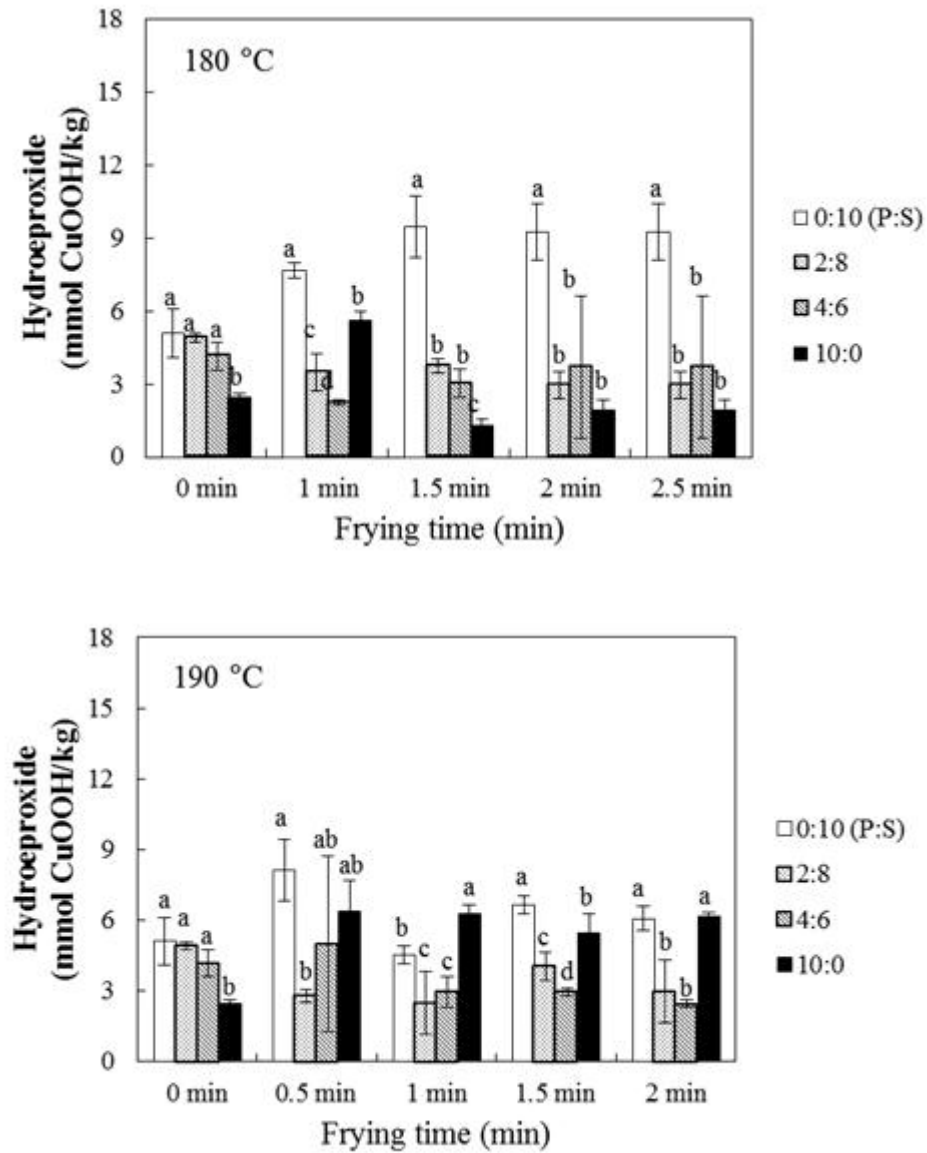 18
180 °C
15
12
9
6
3
0
Hydroeproxide
(mmol CuOOH/kg)
a
a
a
b
a
c
d
b
a
b
b
c
a
b
b
b
a
b
b
b
0 min
1 min
1.5 min
2 min
2.5 min
Frying time (min)
0:10 (P:S)
2:8
4:6
10:0
18
190 °C
15
12
9
6
3
0
Hydroeproxide
(mmol CuOOH/kg)
a
a
a
b
a
b
ab
ab
b
c
c
a
a
c
d
b
a
b
b
a
0 min
0.5 min
1 min
1.5 min
2 min
Frying time (min)
0:10 (P:S)
2:8
4:6
10:0